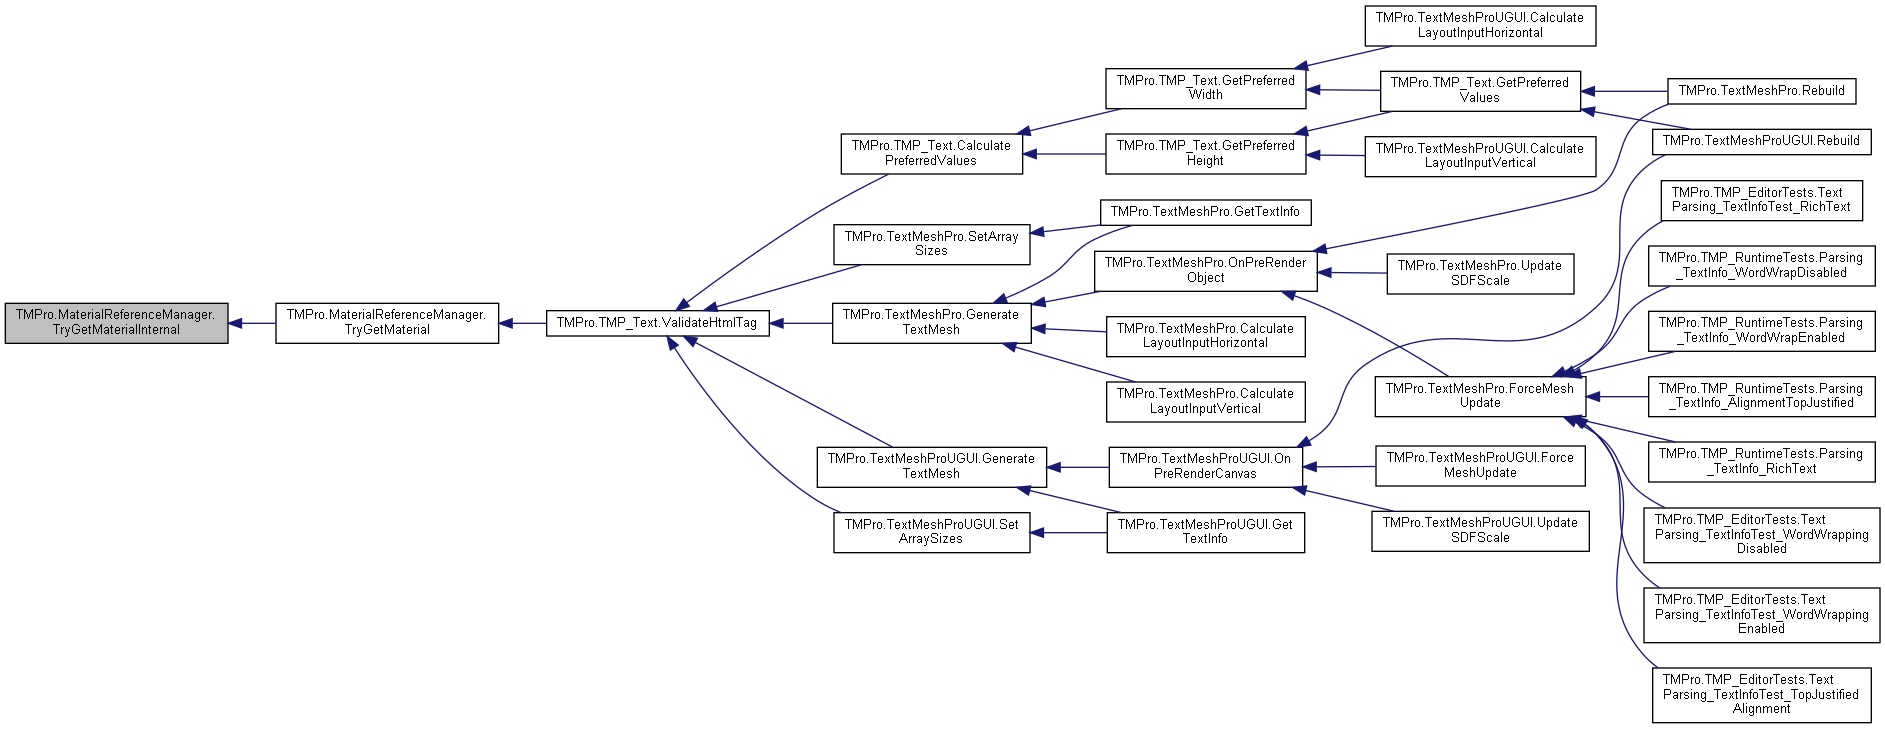 TMPro.MaterialReferenceManager.
TryGetMaterialInternal
TMPro.MaterialReferenceManager.
TryGetMaterial
TMPro.TMP_Text.ValidateHtmlTag
TMPro.TMP_Text.Calculate
PreferredValues
TMPro.TextMeshPro.SetArray
Sizes
TMPro.TextMeshPro.Generate
TextMesh
TMPro.TextMeshProUGUI.Generate
TextMesh
TMPro.TextMeshProUGUI.Set
ArraySizes
TMPro.TMP_Text.GetPreferred
Width
TMPro.TMP_Text.GetPreferred
Height
TMPro.TextMeshPro.GetTextInfo
TMPro.TextMeshPro.OnPreRender
Object
TMPro.TextMeshPro.Calculate
LayoutInputHorizontal
TMPro.TextMeshPro.Calculate
LayoutInputVertical
TMPro.TextMeshProUGUI.On
PreRenderCanvas
TMPro.TextMeshProUGUI.Get
TextInfo
TMPro.TextMeshProUGUI.Calculate
LayoutInputHorizontal
TMPro.TMP_Text.GetPreferred
Values
TMPro.TextMeshProUGUI.Calculate
LayoutInputVertical
TMPro.TextMeshPro.Update
SDFScale
TMPro.TextMeshPro.ForceMesh
Update
TMPro.TextMeshProUGUI.Force
MeshUpdate
TMPro.TextMeshProUGUI.Update
SDFScale
TMPro.TextMeshPro.Rebuild
TMPro.TextMeshProUGUI.Rebuild
TMPro.TMP_EditorTests.Text
Parsing_TextInfoTest_RichText
TMPro.TMP_RuntimeTests.Parsing
_TextInfo_WordWrapDisabled
TMPro.TMP_RuntimeTests.Parsing
_TextInfo_WordWrapEnabled
TMPro.TMP_RuntimeTests.Parsing
_TextInfo_AlignmentTopJustified
TMPro.TMP_RuntimeTests.Parsing
_TextInfo_RichText
TMPro.TMP_EditorTests.Text
Parsing_TextInfoTest_WordWrapping
Disabled
TMPro.TMP_EditorTests.Text
Parsing_TextInfoTest_WordWrapping
Enabled
TMPro.TMP_EditorTests.Text
Parsing_TextInfoTest_TopJustified
Alignment